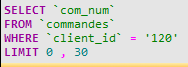 SELECT `com_num`
FROM `commandes`
WHERE `client_id` = '120'
LIMIT 0 , 30